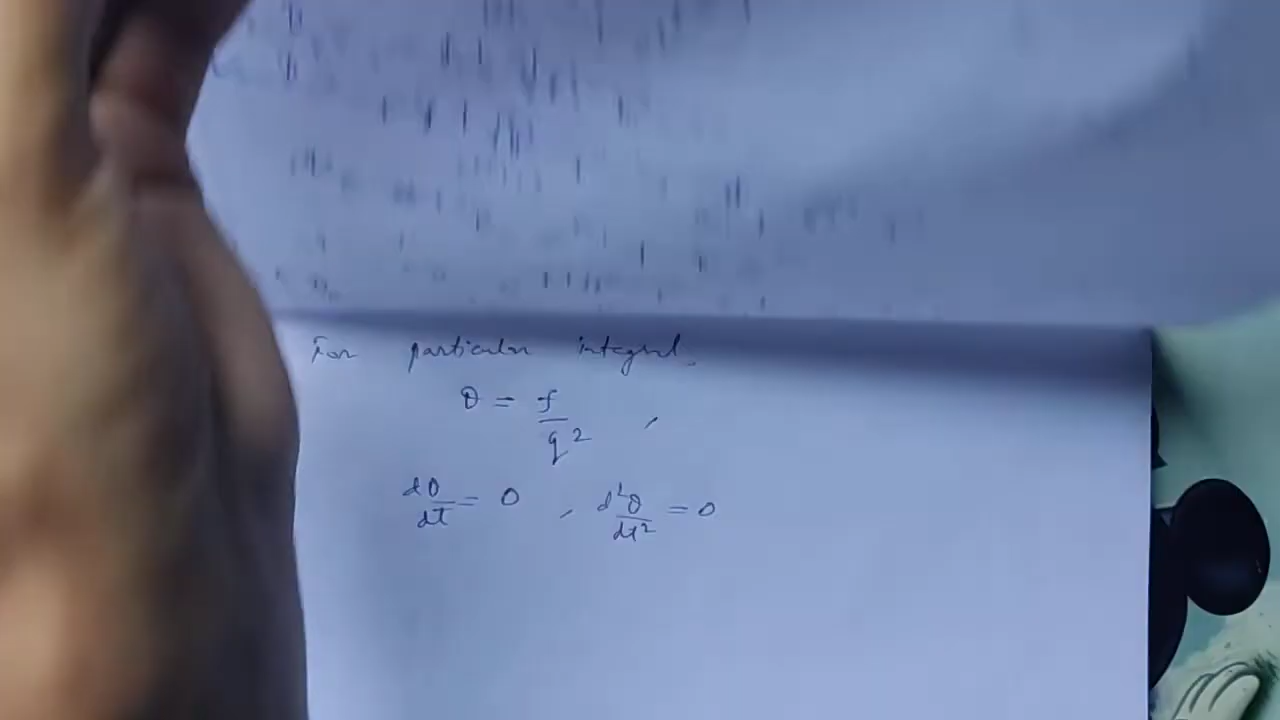 For particular integral,
θ = f/q² ,
dθ/dt = 0 , d²θ/dt² = 0